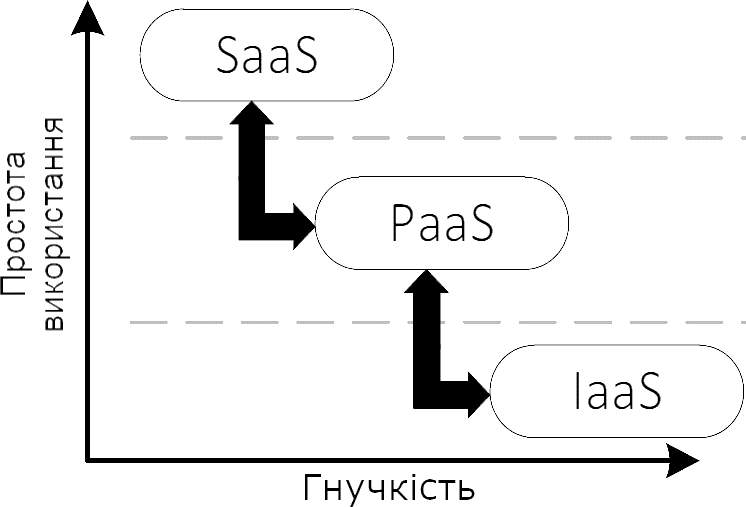 SaaS
Простота
використання
PaaS
IaaS
Гнучкість